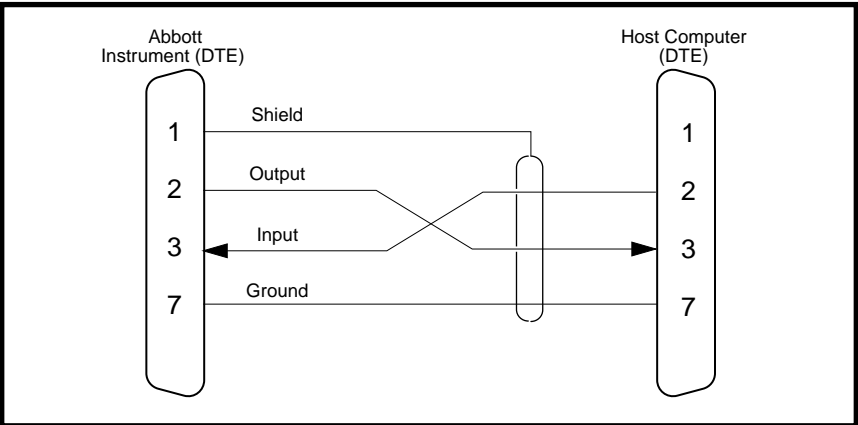 Abbott
Instrument (DTE)
Host Computer
(DTE)
1
Shield
1
2
Output
2
3
Input
3
7
Ground
7